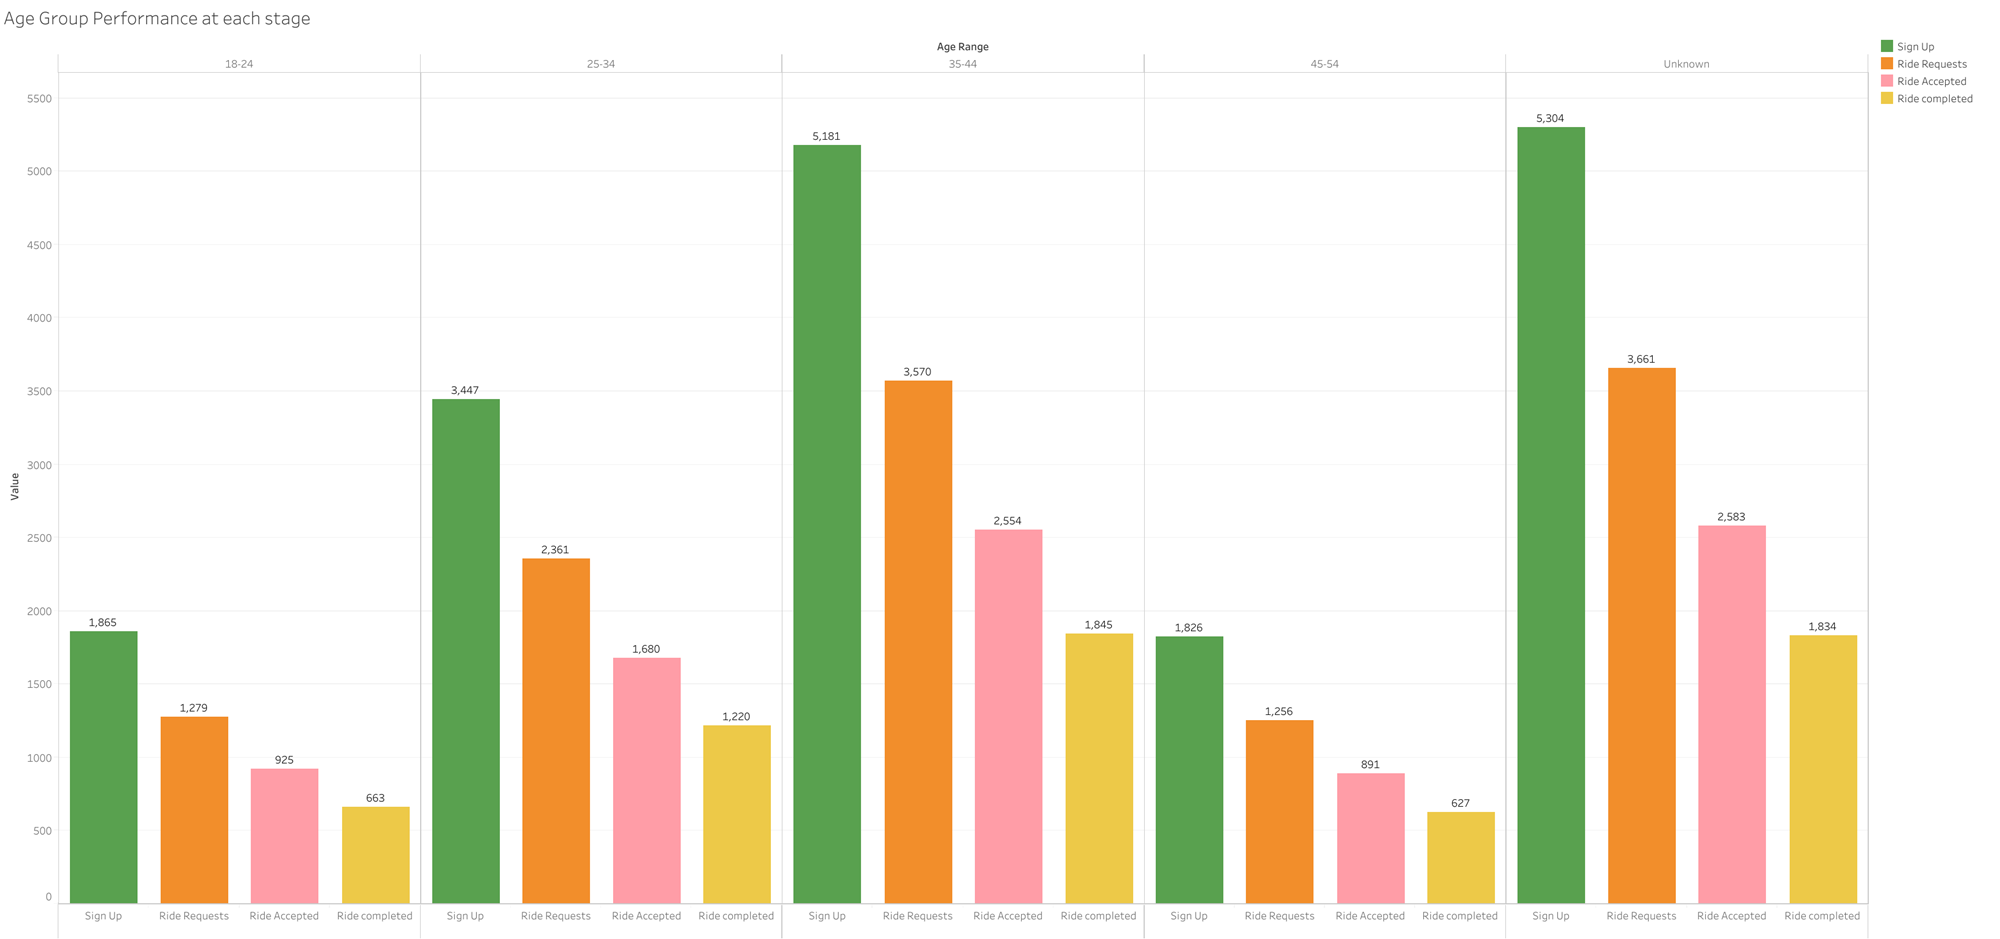 Age Group Performance at each stage
Age Range
18-24 25-34 35-44 45-54 Unknown
Sign Up
Ride Requests
Ride Accepted
Ride completed
Value
5500
5000
4500
4000
3500
3000
2500
2000
1500
1000
500
0
1,865 1,279 925 663
3,447 2,361 1,680 1,220
5,181 3,570 2,554 1,845
1,826 1,256 891 627
5,304 3,661 2,583 1,834
Sign Up Ride Requests Ride Accepted Ride completed Sign Up Ride Requests Ride Accepted Ride completed Sign Up Ride Requests Ride Accepted Ride completed Sign Up Ride Requests Ride Accepted Ride completed Sign Up Ride Requests Ride Accepted Ride completed